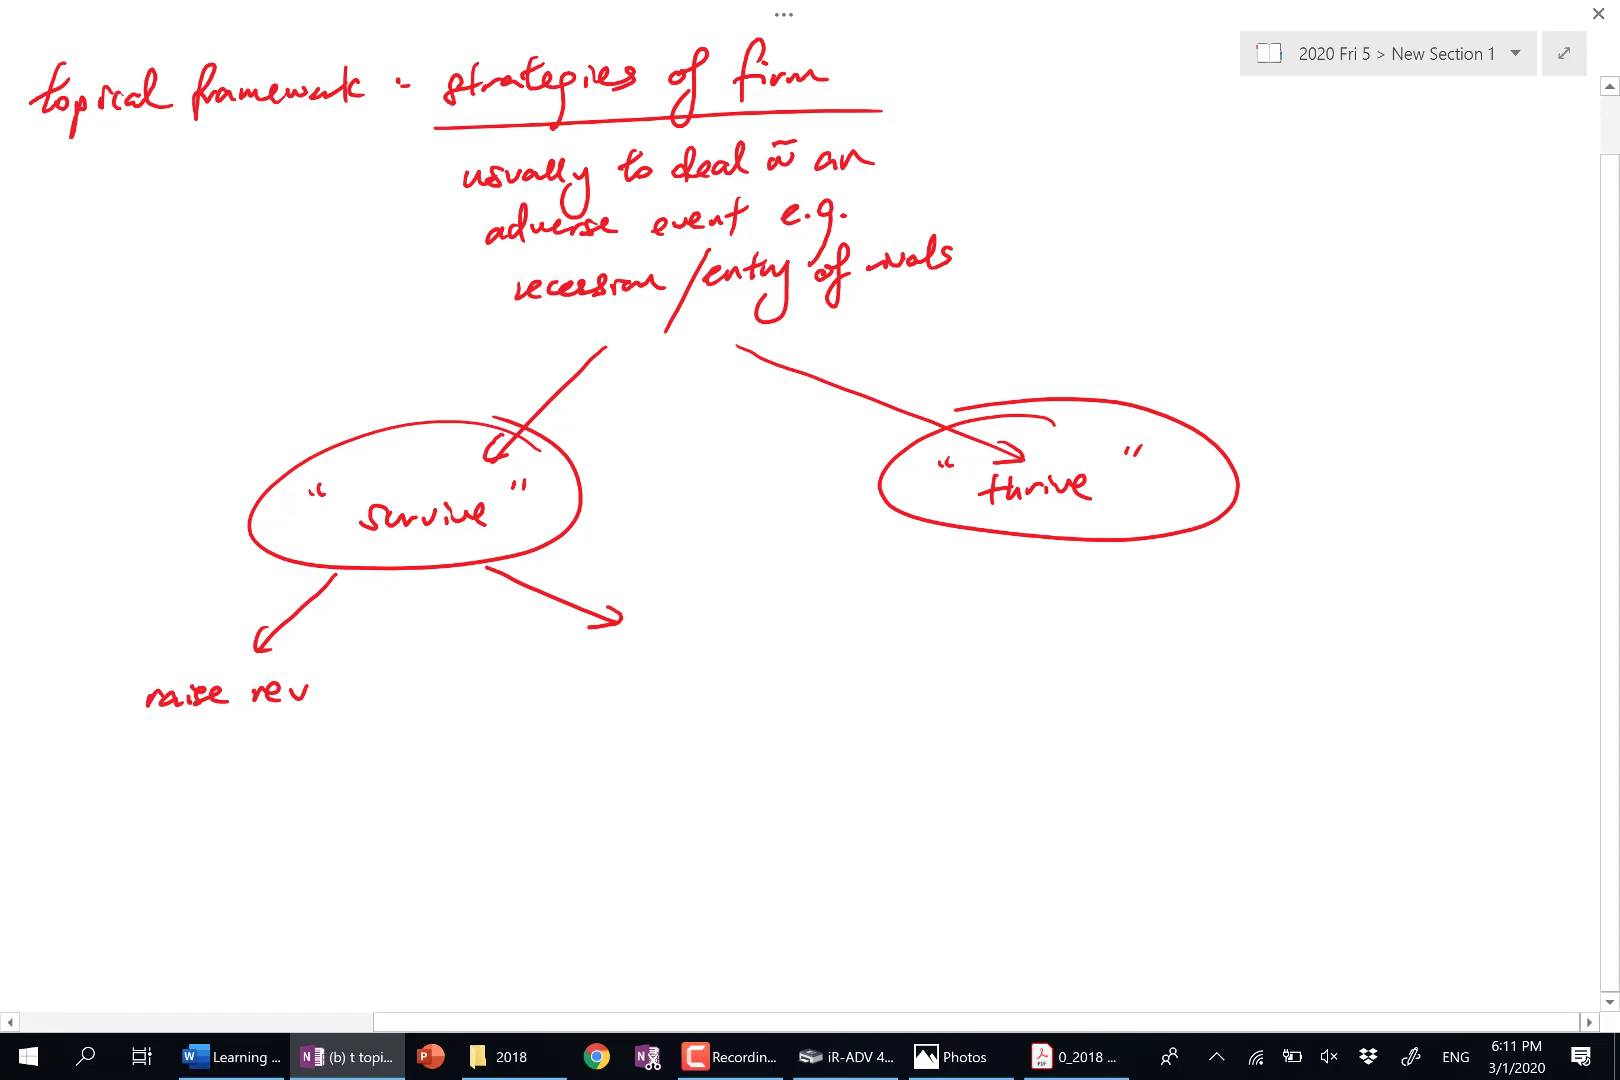 ...
2020 Fri 5 > New Section 1
topical framework : strategies of firm
usually to deal w̃ an
adverse event e.g.
recession / entry of rivals
" survive "
" thrive "
raise rev
Learning ...
(b) t topi...
2018
Recordin...
iR-ADV 4...
Photos
0_2018 ...
ENG
6:11 PM
3/1/2020